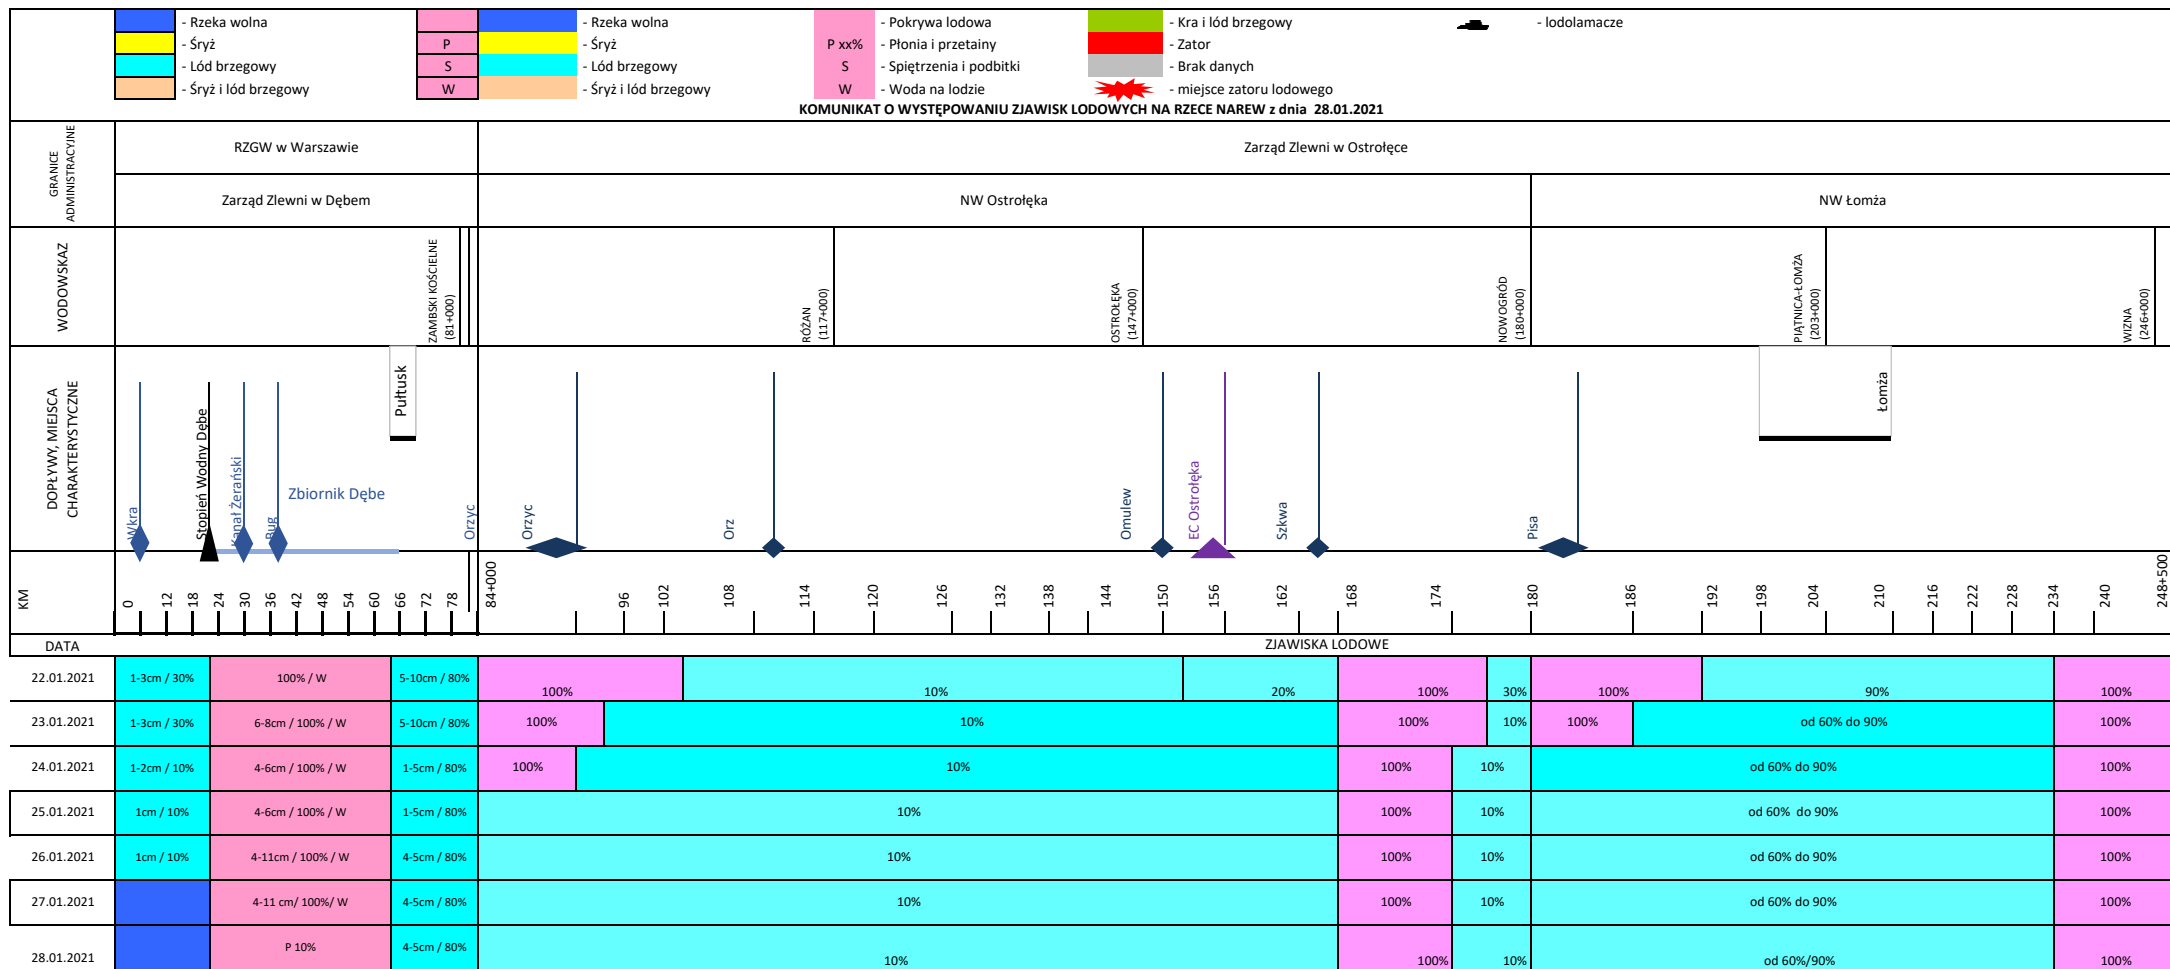 - Rzeka wolna
- Rzeka wolna
- Pokrywa lodowa
- Kra i lód brzegowy
- lodolamacze
- Śryż
P
- Śryż
P xx%
- Płonia i przetainy
- Zator
- Lód brzegowy
S
- Lód brzegowy
S
- Spiętrzenia i podbitki
- Brak danych
- Śryż i lód brzegowy
W
- Śryż i lód brzegowy
W
- Woda na lodzie
- miejsce zatoru lodowego
KOMUNIKAT O WYSTĘPOWANIU ZJAWISK LODOWYCH NA RZECE NAREW z dnia 28.01.2021
GRANICE
ADMINISTRACYJNE
RZGW w Warszawie
Zarząd Zlewni w Ostrołęce
Zarząd Zlewni w Dębem
NW Ostrołęka
NW Łomża
WODOWSKAZ
ZAMBSKI KOŚCIELNE
(81+000)
RÓŻAN
(117+000)
OSTROŁĘKA
(147+000)
NOWOGRÓD
(180+000)
PIĄTNICA-ŁOMŻA
(203+000)
WIZNA
(246+000)
DOPŁYWY, MIEJSCA
CHARAKTERYSTYCZNE
Wkra
Stopień Wodny Dębe
Kanał Żerański
Bug
Zbiornik Dębe
Pułtusk
Orzyc
Orzyc
Orz
Omulew
EC Ostrołęka
Szkwa
Pisa
Łomża
KM
0
12
18
24
30
36
42
48
54
60
66
72
78
84+000
96
102
108
114
120
126
132
138
144
150
156
162
168
174
180
186
192
198
204
210
216
222
228
234
240
248+500
DATA
ZJAWISKA LODOWE
22.01.2021
1-3cm / 30%
100% / W
5-10cm / 80%
100%
10%
20%
100%
30%
100%
90%
100%
23.01.2021
1-3cm / 30%
6-8cm / 100% / W
5-10cm / 80%
100%
10%
100%
10%
100%
od 60% do 90%
100%
24.01.2021
1-2cm / 10%
4-6cm / 100% / W
1-5cm / 80%
100%
10%
100%
10%
od 60% do 90%
100%
25.01.2021
1cm / 10%
4-6cm / 100% / W
1-5cm / 80%
10%
100%
10%
od 60% do 90%
100%
26.01.2021
1cm / 10%
4-11cm / 100% / W
4-5cm / 80%
10%
100%
10%
od 60% do 90%
100%
27.01.2021
4-11 cm/ 100%/ W
4-5cm / 80%
10%
100%
10%
od 60% do 90%
100%
28.01.2021
P 10%
4-5cm / 80%
10%
100%
10%
od 60%/90%
100%